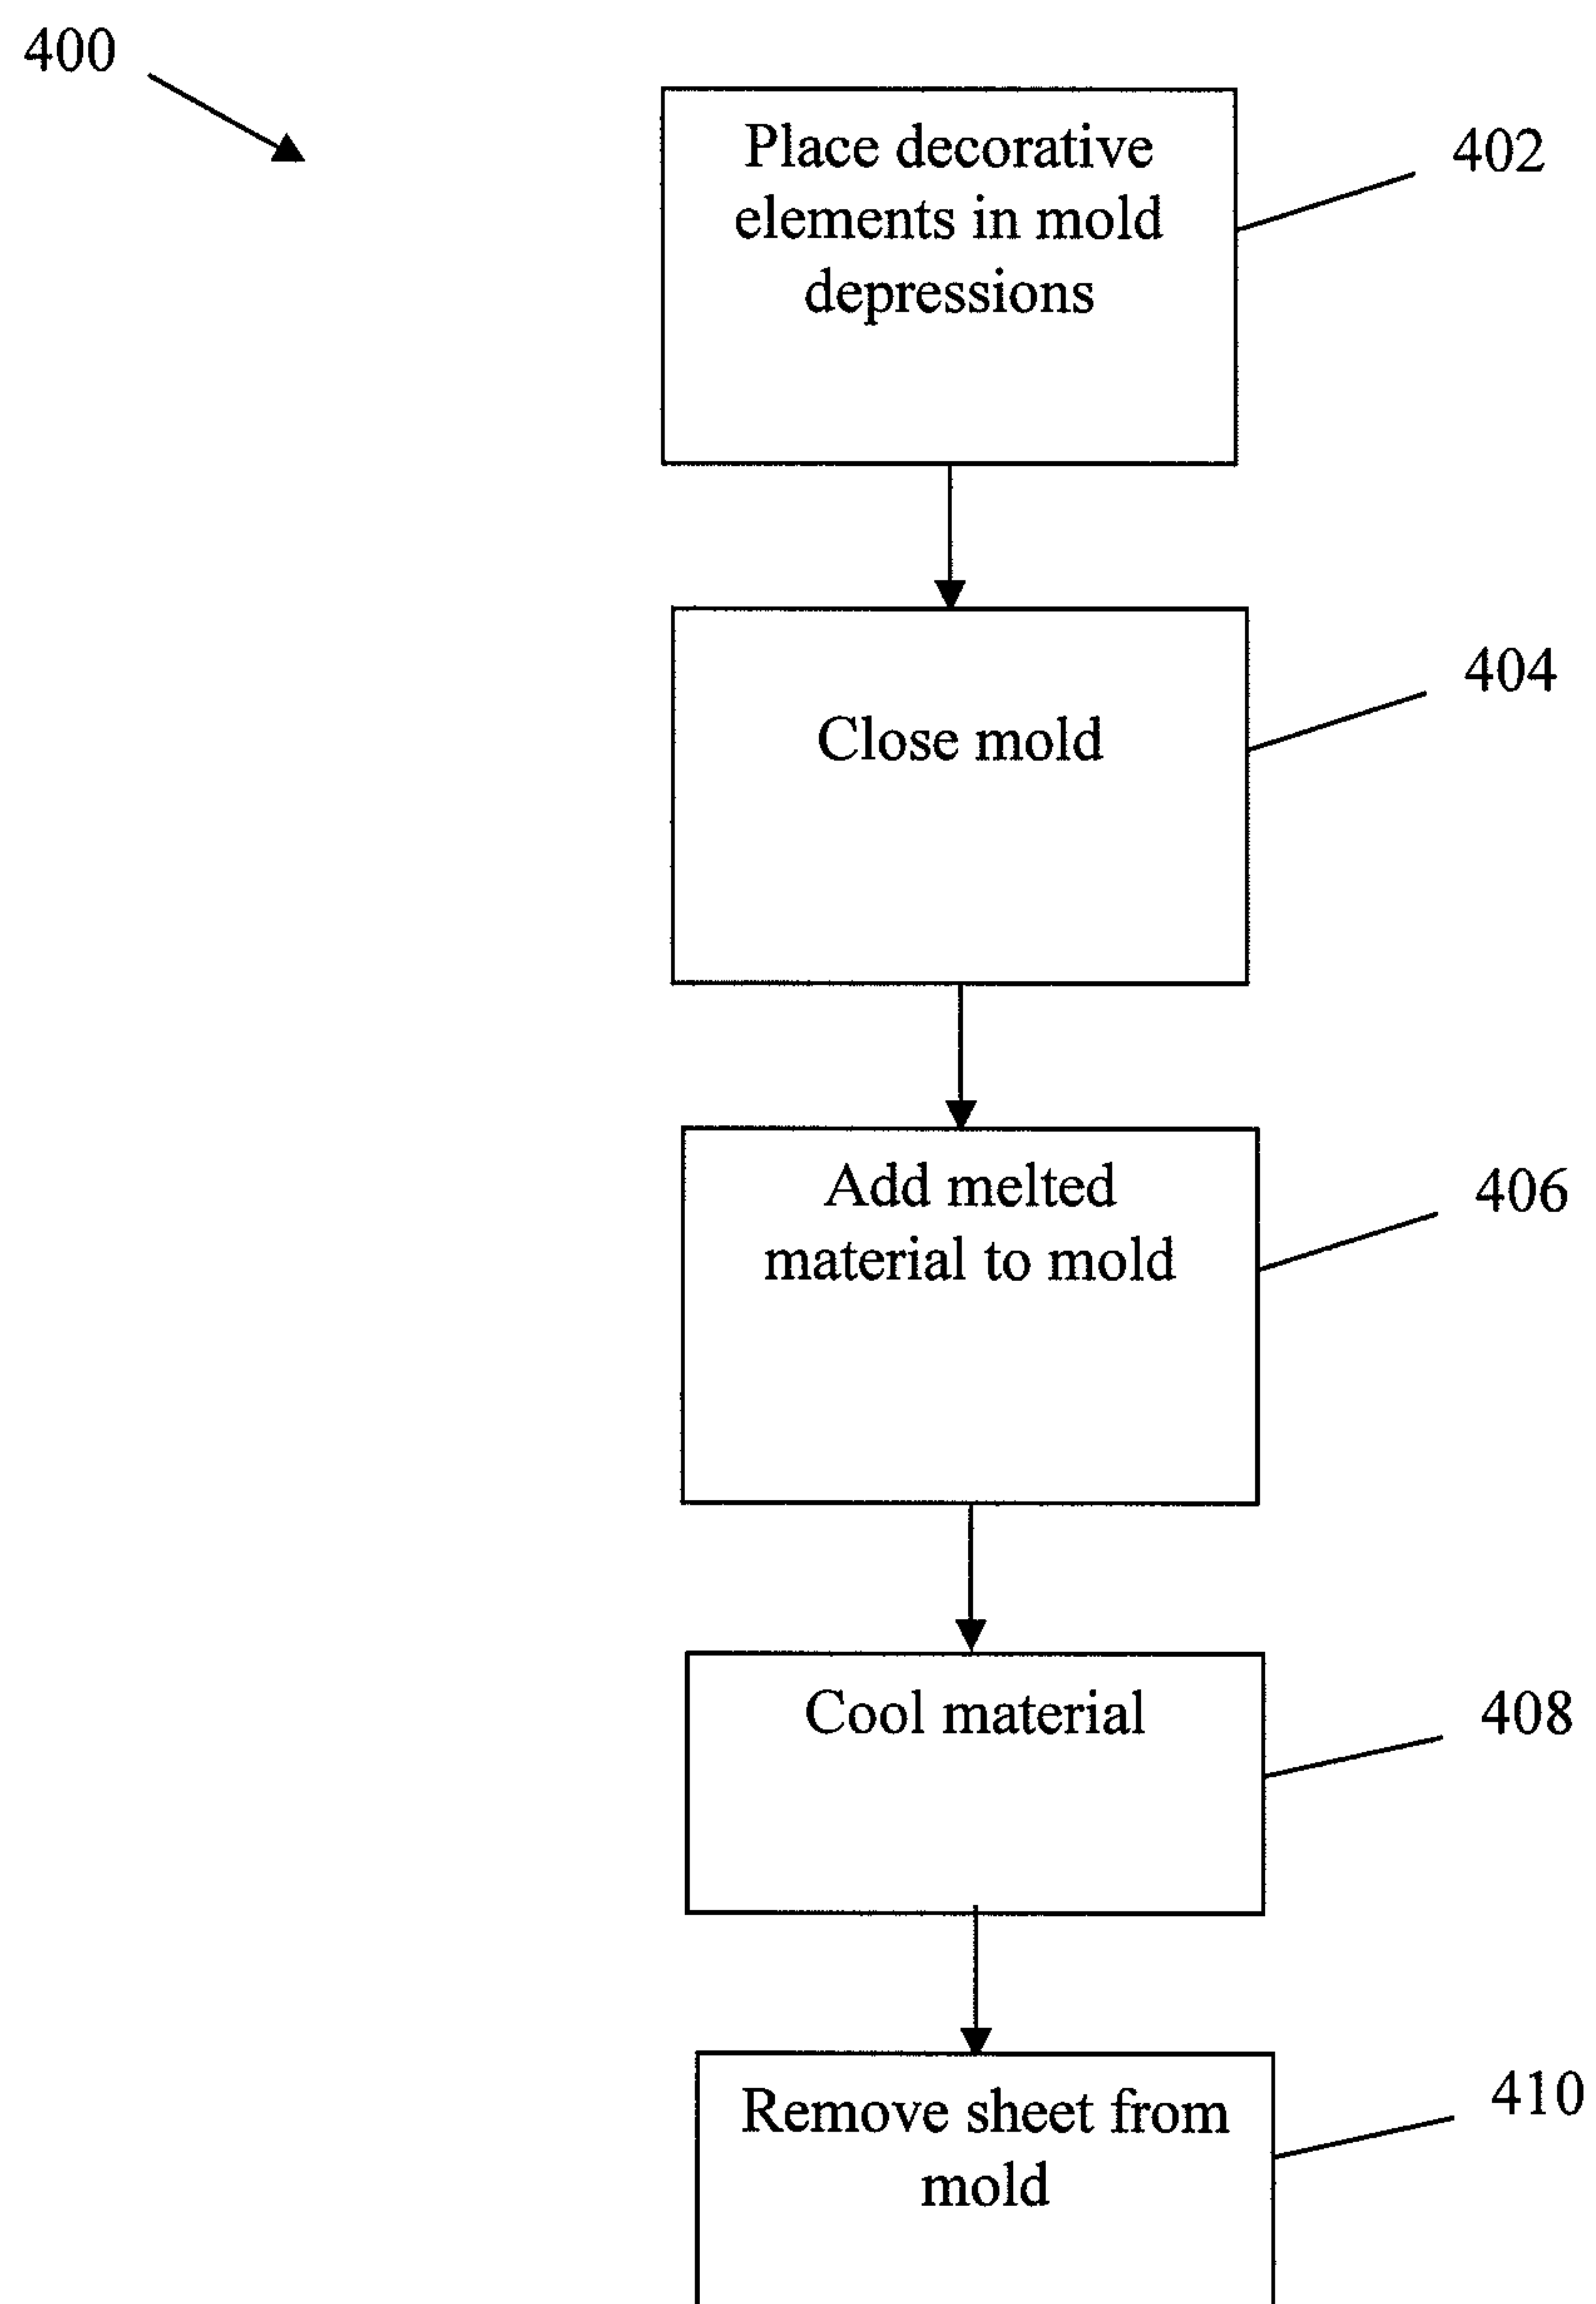 400
Place decorative
elements in mold
depressions
402
Close mold
404
Add melted
material to mold
406
Cool material
408
Remove sheet from
mold
410